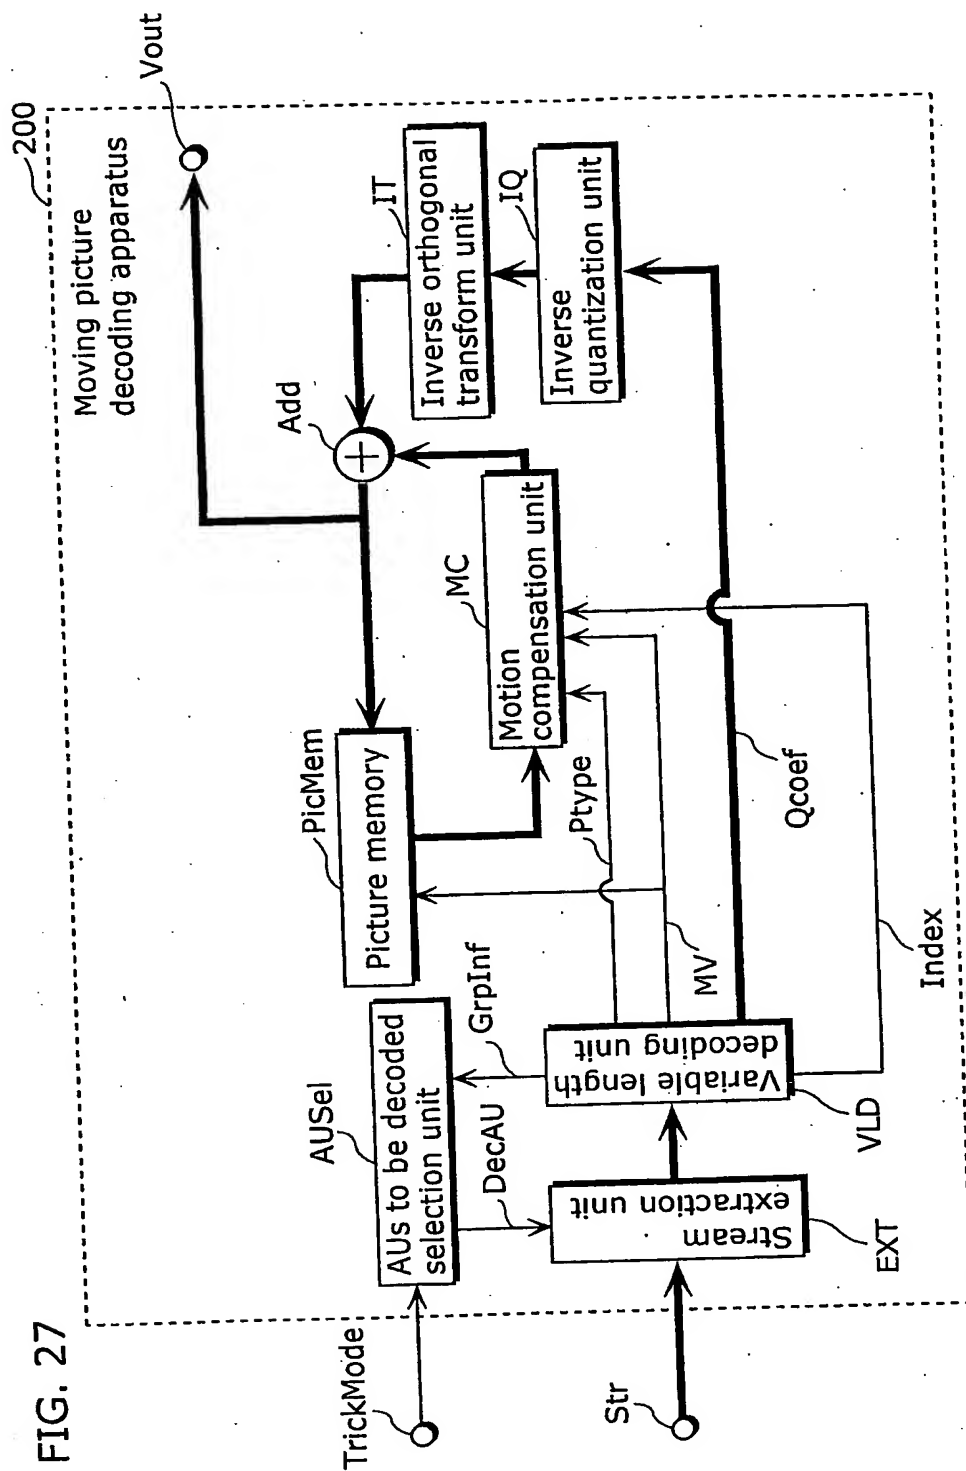 FIG. 27
200
Moving picture
decoding apparatus
Vout
TrickMode
AUSel
AUs to be decoded
selection unit
PicMem
Picture memory
Add
IT
Inverse orthogonal
transform unit
DecAU
GrpInf
MC
Motion
compensation unit
IQ
Inverse
quantization unit
Ptype
Str
Stream
extraction unit
EXT
Variable length
decoding unit
VLD
MV
Qcoef
Index